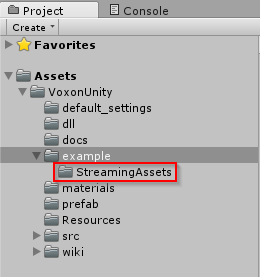 Project Console
Create
Favorites
Assets
VoxonUnity
default_settings
dll
docs
example
StreamingAssets
materials
prefab
Resources
src
wiki